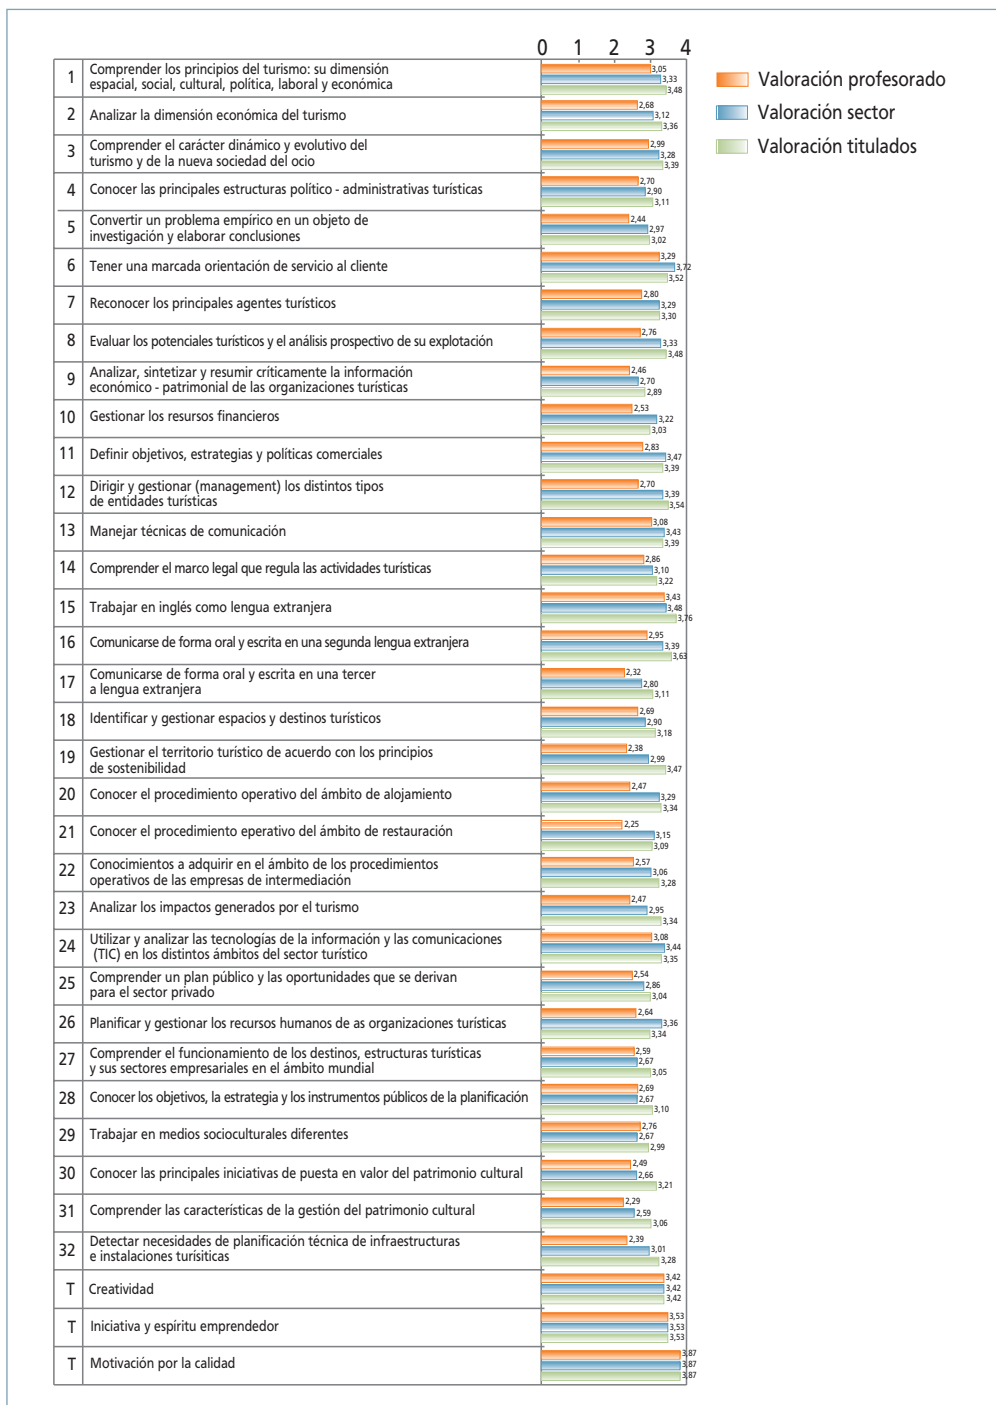 0 1 2 3 4
Valoración profesorado
Valoración sector
Valoración titulados
1 Comprender los principios del turismo: su dimensión
espacial, social, cultural, política, laboral y económica
3,05
3,33
3,48
2 Analizar la dimensión económica del turismo
2,68
3,12
3,36
3 Comprender el carácter dinámico y evolutivo del
turismo y de la nueva sociedad del ocio
2,99
3,28
3,39
4 Conocer las principales estructuras político - administrativas turísticas
2,70
2,90
3,11
5 Convertir un problema empírico en un objeto de
investigación y elaborar conclusiones
2,44
2,97
3,02
6 Tener una marcada orientación de servicio al cliente
3,29
3,72
3,52
7 Reconocer los principales agentes turísticos
2,80
3,29
3,30
8 Evaluar los potenciales turísticos y el análisis prospectivo de su explotación
2,76
3,33
3,48
9 Analizar, sintetizar y resumir críticamente la información
económico - patrimonial de las organizaciones turísticas
2,46
2,70
2,89
10 Gestionar los resursos financieros
2,53
3,22
3,03
11 Definir objetivos, estrategias y políticas comerciales
2,83
3,47
3,39
12 Dirigir y gestionar (management) los distintos tipos
de entidades turísticas
2,70
3,39
3,54
13 Manejar técnicas de comunicación
3,08
3,43
3,39
14 Comprender el marco legal que regula las actividades turísticas
2,86
3,10
3,22
15 Trabajar en inglés como lengua extranjera
3,43
3,48
3,76
16 Comunicarse de forma oral y escrita en una segunda lengua extranjera
2,95
3,39
3,63
17 Comunicarse de forma oral y escrita en una tercer
a lengua extranjera
2,32
2,80
3,11
18 Identificar y gestionar espacios y destinos turísticos
2,69
2,90
3,18
19 Gestionar el territorio turístico de acuerdo con los principios
de sostenibilidad
2,38
2,99
3,47
20 Conocer el procedimiento operativo del ámbito de alojamiento
2,47
3,29
3,34
21 Conocer el procedimiento eperativo del ámbito de restauración
2,25
3,15
3,09
22 Conocimientos a adquirir en el ámbito de los procedimientos
operativos de las empresas de intermediación
2,57
3,06
3,28
23 Analizar los impactos generados por el turismo
2,47
2,95
3,34
24 Utilizar y analizar las tecnologías de la información y las comunicaciones
(TIC) en los distintos ámbitos del sector turístico
3,08
3,44
3,35
25 Comprender un plan público y las oportunidades que se derivan
para el sector privado
2,54
2,86
3,04
26 Planificar y gestionar los recursos humanos de as organizaciones turísticas
2,64
3,36
3,34
27 Comprender el funcionamiento de los destinos, estructuras turísticas
y sus sectores empresariales en el ámbito mundial
2,59
2,67
3,05
28 Conocer los objetivos, la estrategia y los instrumentos públicos de la planificación
2,69
2,67
3,10
29 Trabajar en medios socioculturales diferentes
2,76
2,67
2,99
30 Conocer las principales iniciativas de puesta en valor del patrimonio cultural
2,49
2,66
3,21
31 Comprender las características de la gestión del patrimonio cultural
2,29
2,59
3,06
32 Detectar necesidades de planificación técnica de infraestructuras
e instalaciones turísiticas
2,39
3,01
3,28
T Creatividad
3,42
3,42
3,42
T Iniciativa y espíritu emprendedor
3,53
3,53
3,53
T Motivación por la calidad
3,87
3,87
3,87